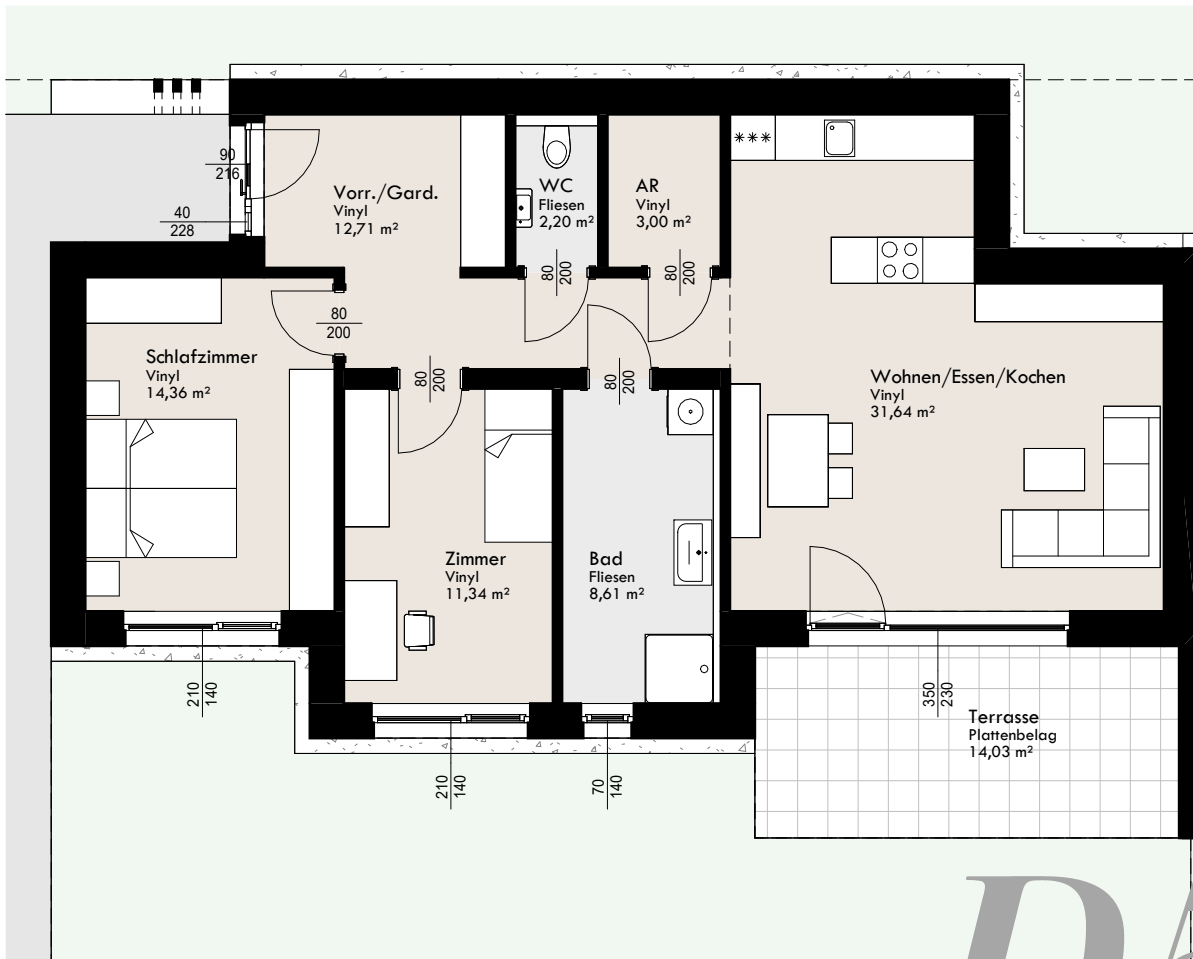 90
216
40
228
Vorr./Gard.
Vinyl
12,71 m²
WC
Fliesen
2,20 m²
AR
Vinyl
3,00 m²
***
80
200
80
200
80
200
80
200
80
200
Schlafzimmer
Vinyl
14,36 m²
Wohnen/Essen/Kochen
Vinyl
31,64 m²
Zimmer
Vinyl
11,34 m²
Bad
Fliesen
8,61 m²
210
140
350
230
Terrasse
Plattenbelag
14,03 m²
210
140
70
140